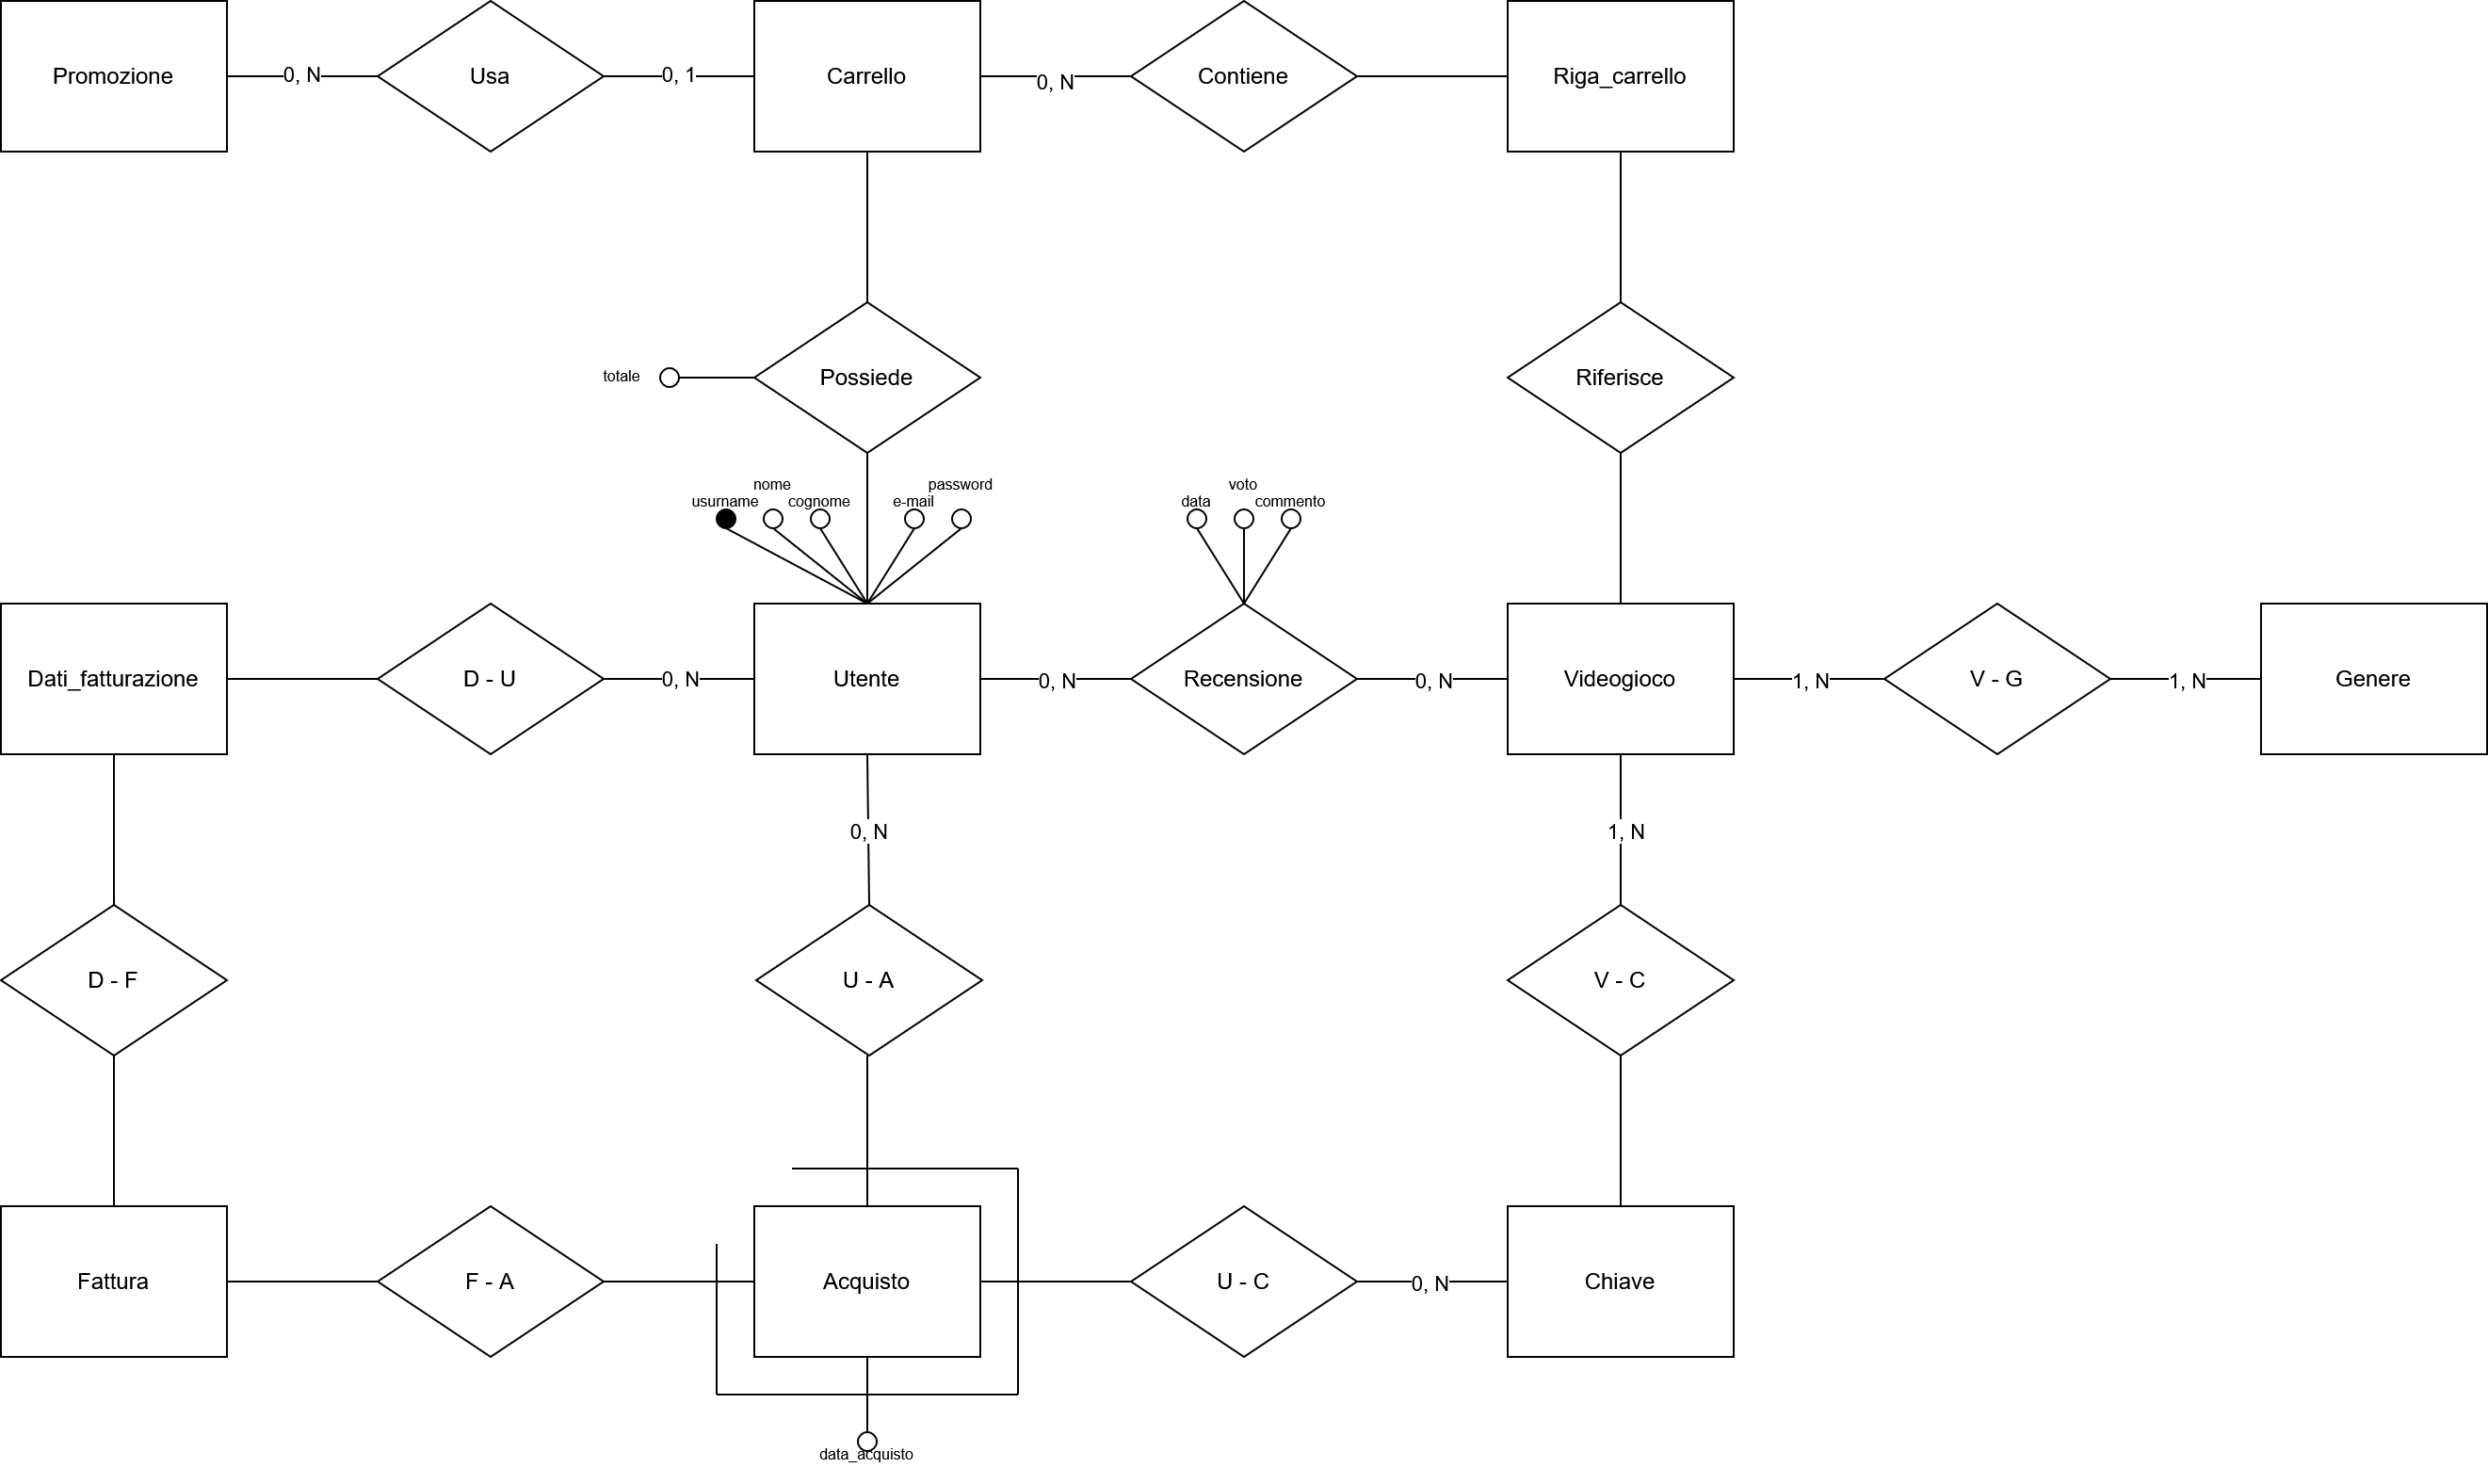 Promozione
0, N
Usa
0, 1
Carrello
0, N
Contiene
Riga_carrello
totale
Possiede
Riferisce
nome
password
usurname
cognome
e-mail
voto
data
commento
Dati_fatturazione
D - U
0, N
Utente
0, N
Recensione
0, N
Videogioco
1, N
V - G
1, N
Genere
0, N
1, N
D - F
U - A
V - C
Fattura
F - A
Acquisto
U - C
0, N
Chiave
data_acquisto